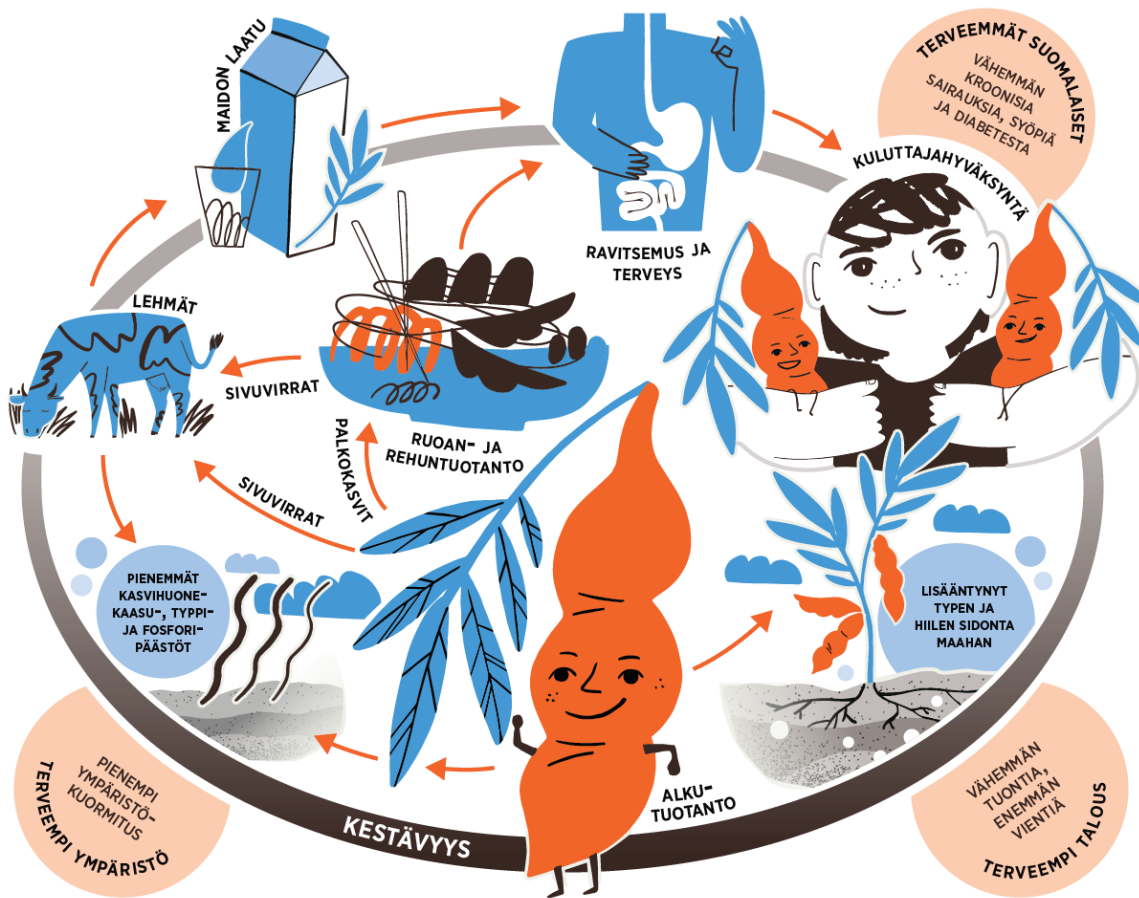 MAIDON LAATU
TERVEEMMÄT SUOMALAISET
VÄHEMMÄN
KROONISIA
SAIRAUKSIA, SYÖPIÄ
JA DIABETESTA
KULUTTAJAHYVÄKSYNTÄ
RAVITSEMUS JA
TERVEYS
LEHMÄT
SIVUVIRRAT
RUOAN- JA
REHUNTUOTANTO
PALKOKASVIT
SIVUVIRRAT
PIENEMMÄT
KASVIHUONE-
KAASU-, TYPPI-
JA FOSFORI-
PÄÄSTÖT
LISÄÄNTYNYT
TYPEN JA
HIILEN SIDONTA
MAAHAN
PIENEMPI
YMPÄRISTÖ-
KUORMITUS
TERVEEMPI YMPÄRISTÖ
KESTÄVYYS
ALKU-
TUOTANTO
VÄHEMMÄN
TUONTIA,
ENEMMÄN
VIENTIÄ
TERVEEMPI TALOUS